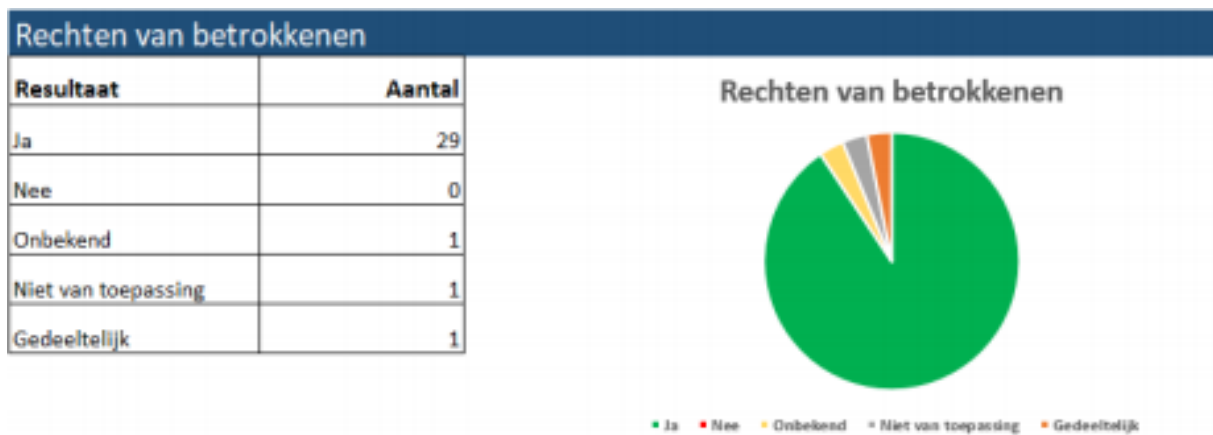 Rechten van betrokkenen
Resultaat Aantal
Ja 29
Nee 0
Onbekend 1
Niet van toepassing 1
Gedeeltelijk 1
Rechten van betrokkenen
Ja Nee Onbekend Niet van toepassing Gedeeltelijk